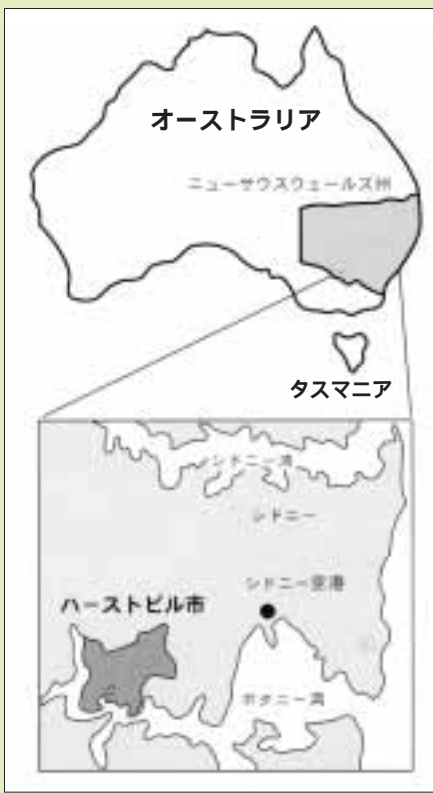 オーストラリア
ニューサウスウェールズ州
タスマニア
シドニー湾
シドニー
シドニー空港
ハーストビル市
ボタニー湾